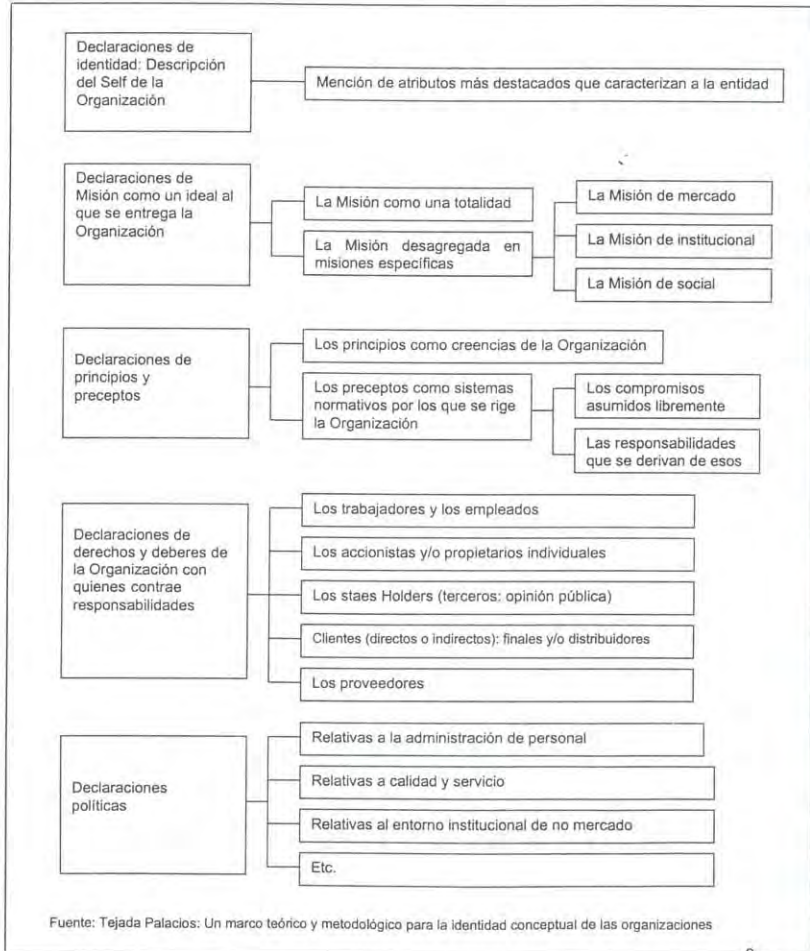 Declaraciones de
identidad: Descripción
del Self de la
Organización
Mención de atributos más destacados que caracterizan a la entidad
Declaraciones de
Misión como un ideal al
que se entrega la
Organización
La Misión como una totalidad
La Misión desagregada en
misiones específicas
La Misión de mercado
La Misión de institucional
La Misión de social
Declaraciones de
principios y
preceptos
Los principios como creencias de la Organización
Los preceptos como sistemas
normativos por los que se rige
la Organización
Los compromisos
asumidos libremente
Las responsabilidades
que se derivan de esos
Declaraciones de
derechos y deberes de
la Organización con
quienes contrae
responsabilidades
Los trabajadores y los empleados
Los accionistas y/o propietarios individuales
Los staes Holders (terceros: opinión pública)
Clientes (directos o indirectos): finales y/o distribuidores
Los proveedores
Declaraciones
políticas
Relativas a la administración de personal
Relativas a calidad y servicio
Relativas al entorno institucional de no mercado
Etc.
Fuente: Tejada Palacios: Un marco teórico y metodológico para la identidad conceptual de las organizaciones